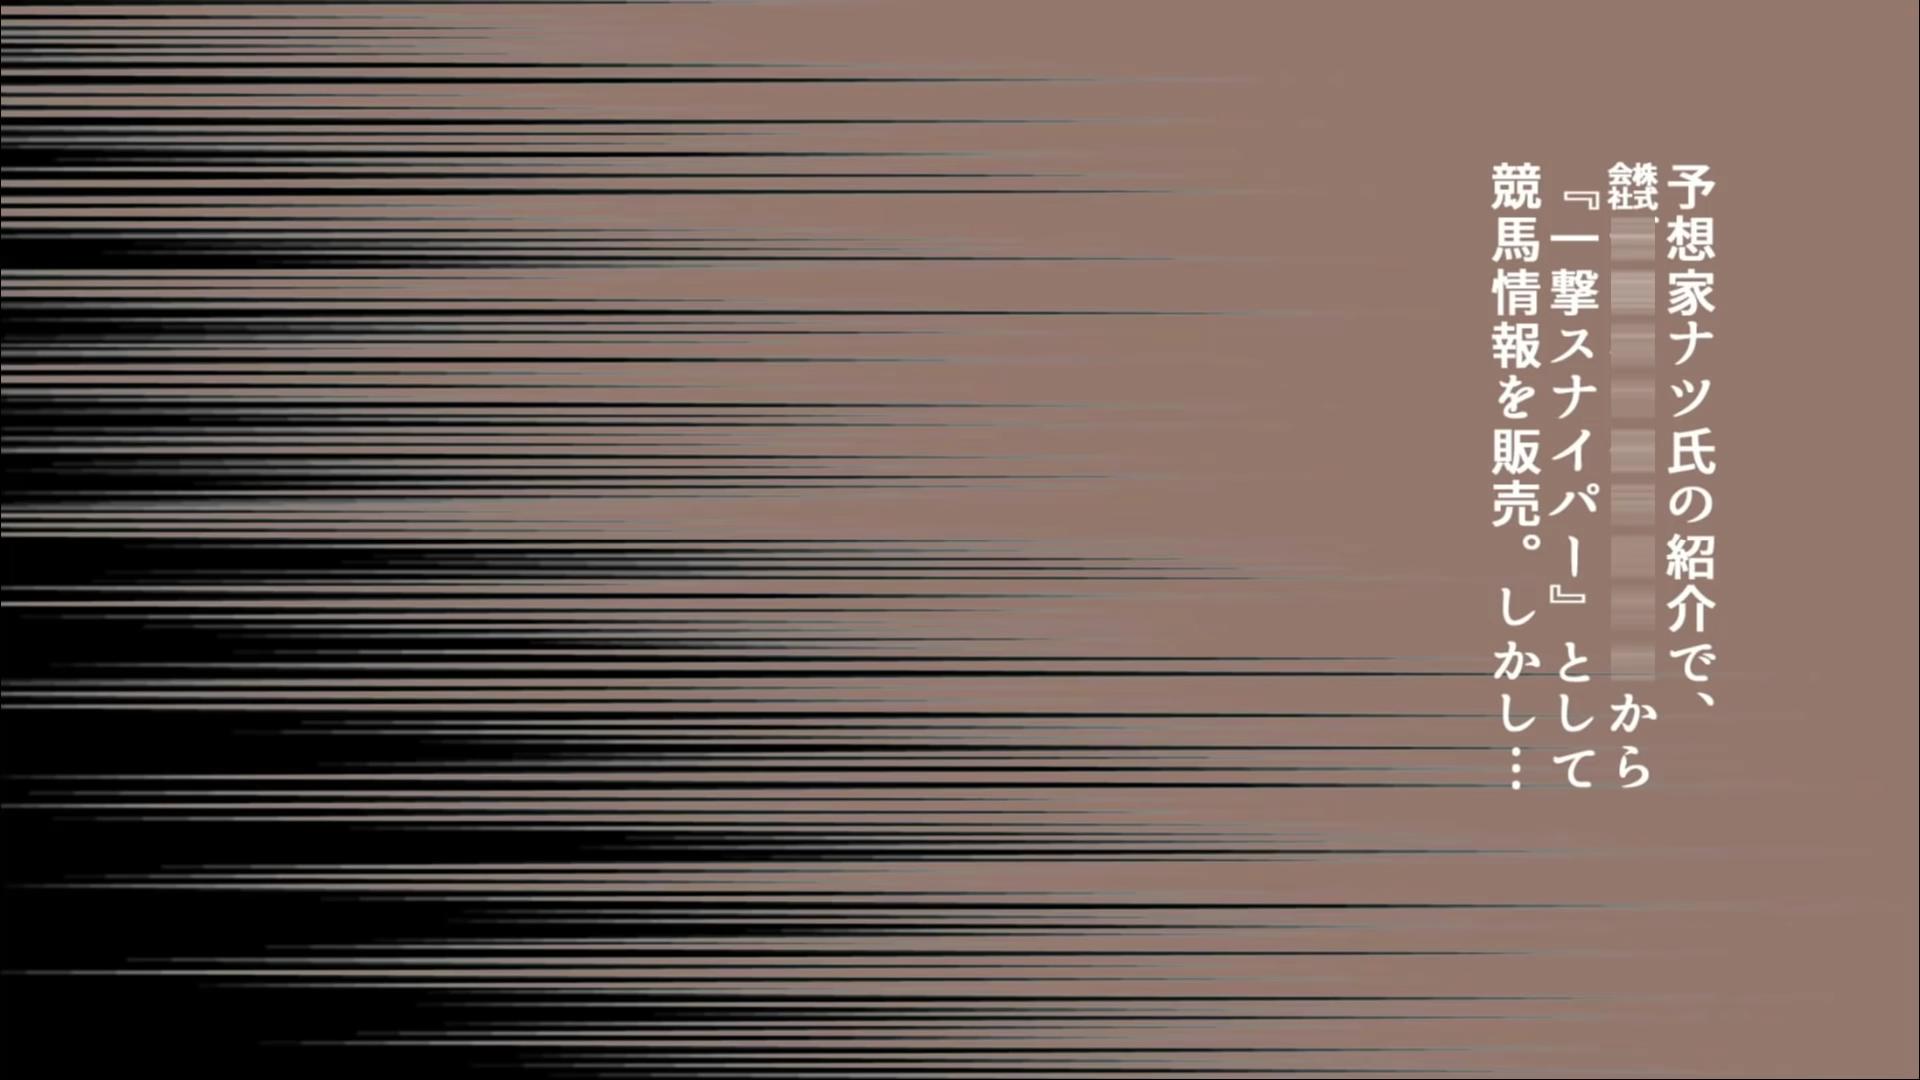 予想家ナツ氏の紹介で、
株式会社 から
『一撃スナイパー』として
競馬情報を販売。しかし…